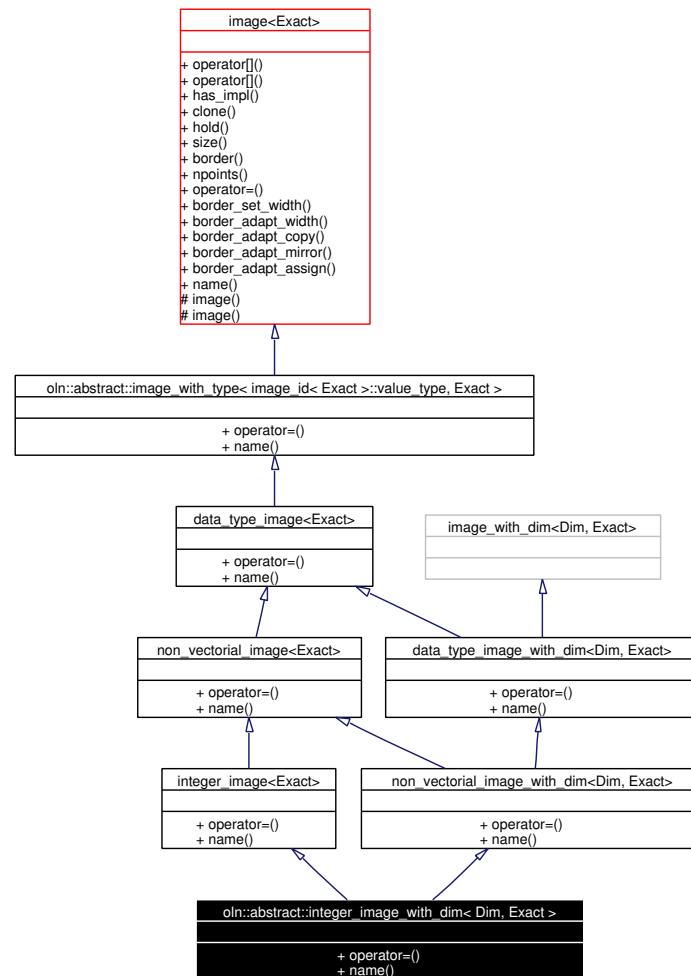 image<Exact>
+ operator[]()
+ operator[]()
+ has_impl()
+ clone()
+ hold()
+ size()
+ border()
+ npoints()
+ operator=()
+ border_set_width()
+ border_adapt_width()
+ border_adapt_copy()
+ border_adapt_mirror()
+ border_adapt_assign()
+ name()
# image()
# image()
oln::abstract::image_with_type< image_id< Exact >::value_type, Exact >
+ operator=()
+ name()
data_type_image<Exact>
+ operator=()
+ name()
image_with_dim<Dim, Exact>
non_vectorial_image<Exact>
+ operator=()
+ name()
data_type_image_with_dim<Dim, Exact>
+ operator=()
+ name()
integer_image<Exact>
+ operator=()
+ name()
non_vectorial_image_with_dim<Dim, Exact>
+ operator=()
+ name()
oln::abstract::integer_image_with_dim< Dim, Exact >
+ operator=()
+ name()